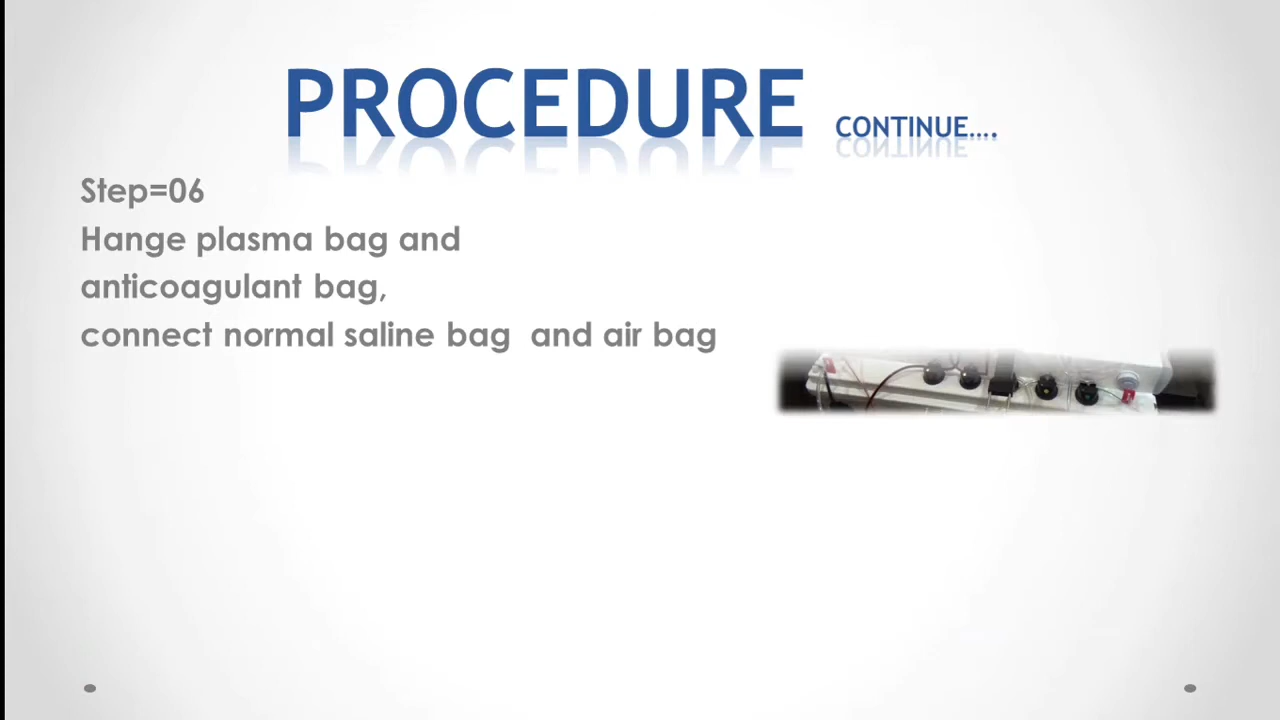 PROCEDURE CONTINUE....
Step=06
Hange plasma bag and
anticoagulant bag,
connect normal saline bag and air bag